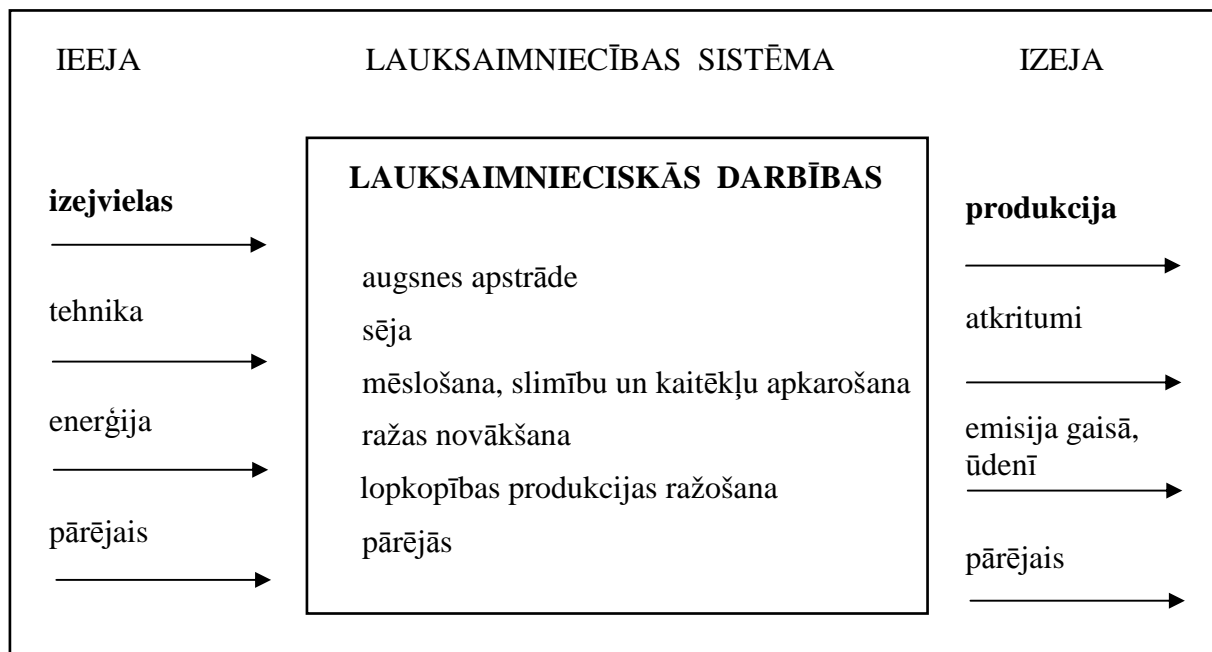 IEEJA LAUKSAIMNIECĪBAS SISTĒMA IZEJA
izejvielas
tehnika
enerģija
pārējais
LAUKSAIMNIECISKĀS DARBĪBAS
augsnes apstrāde
sēja
mēslošana, slimību un kaitēkļu apkarošana
ražas novākšana
lopkopības produkcijas ražošana
pārējās
produkcija
atkritumi
emisija gaisā,
ūdenī
pārējais